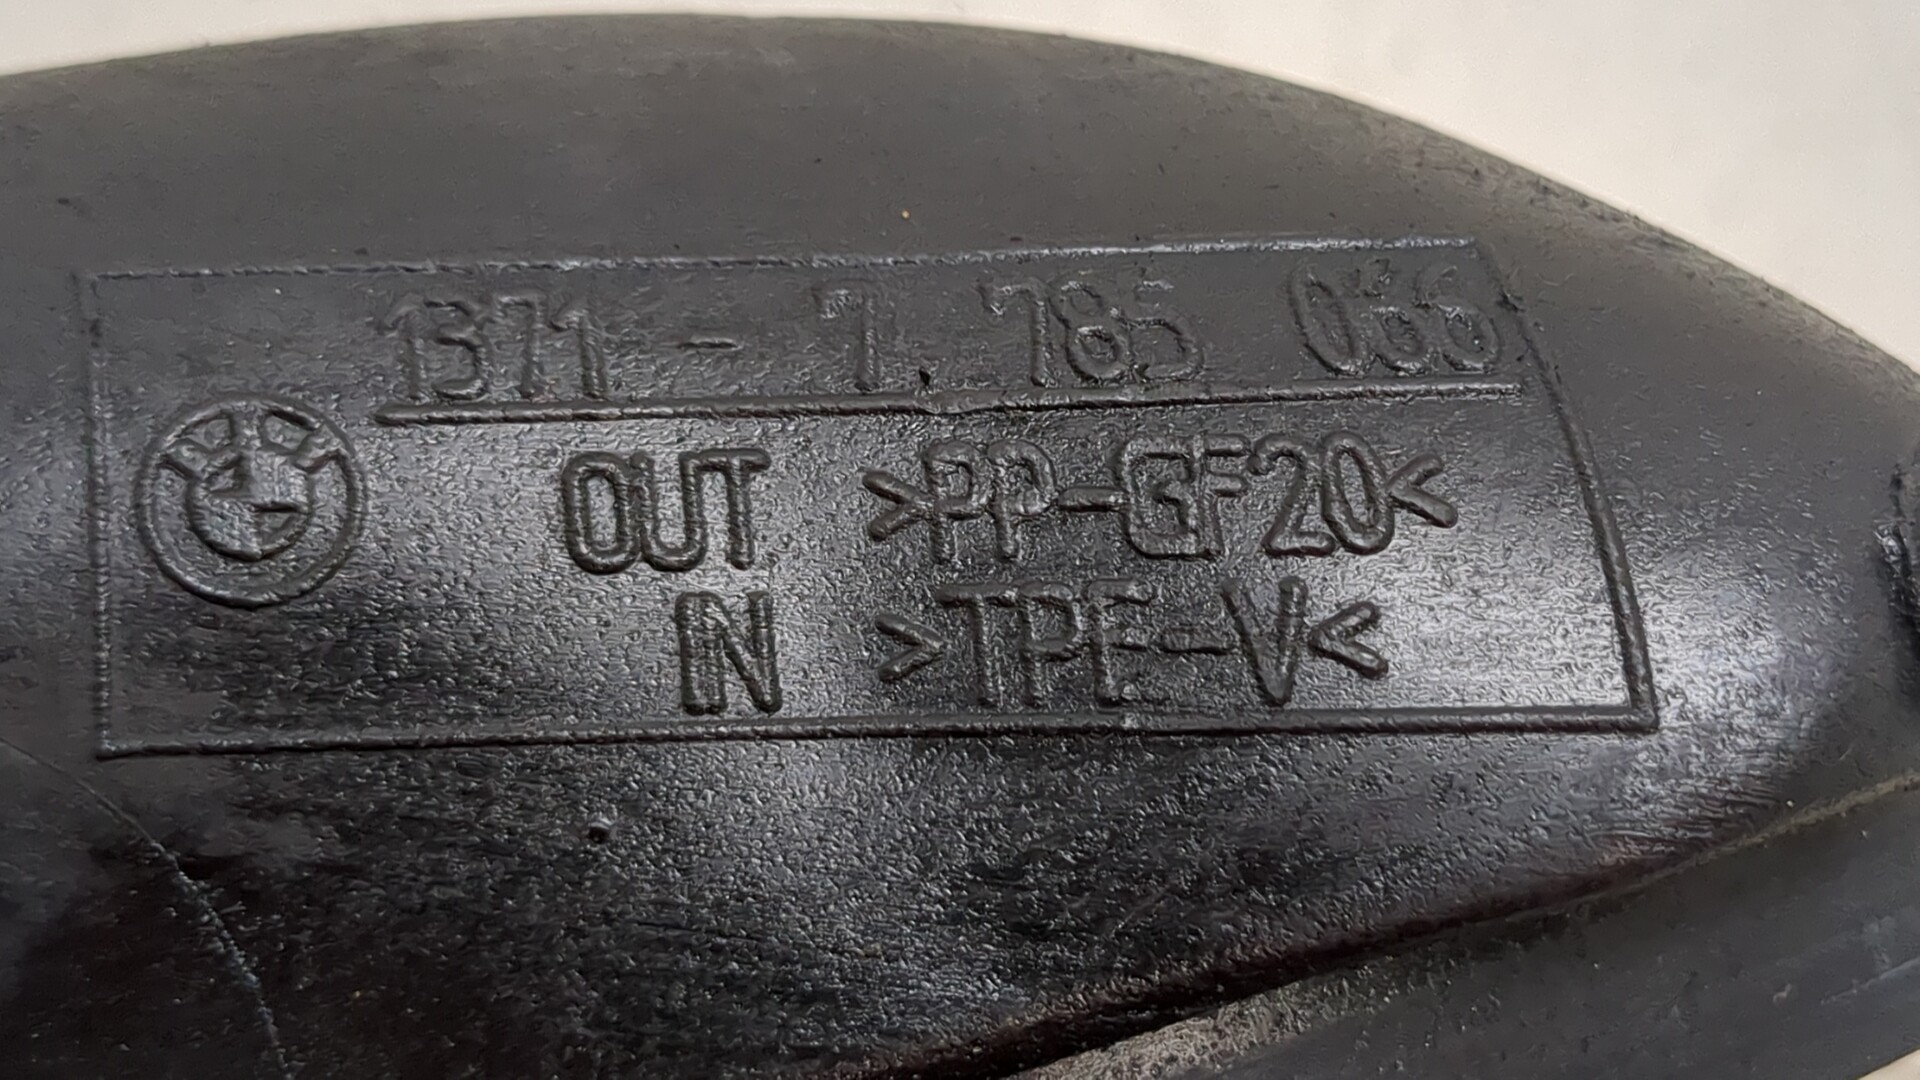 1371 - 7. 785 066
OUT >PP-GF20<
IN >TPE-V<